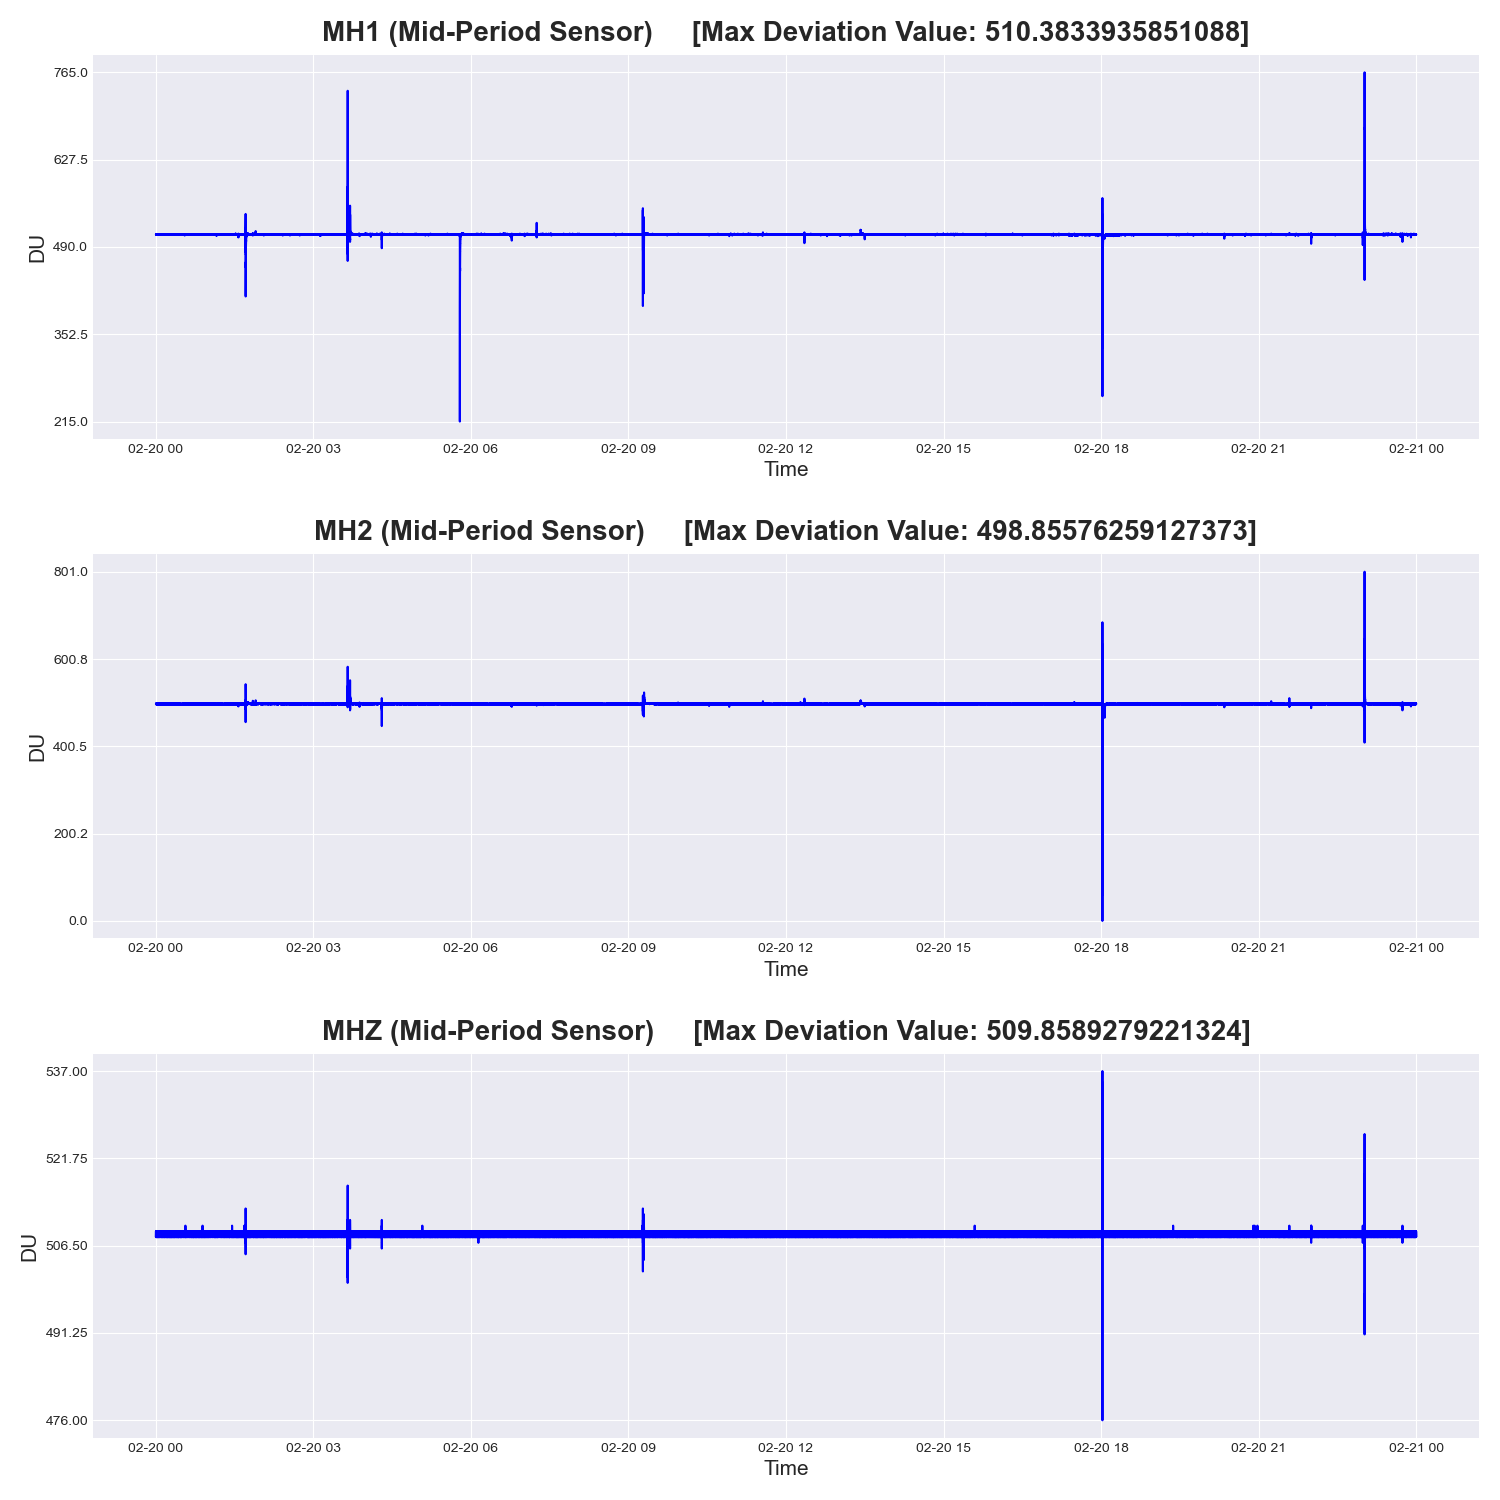 MH1 (Mid-Period Sensor) [Max Deviation Value: 510.3833935851088]
765.0
627.5
490.0
352.5
215.0
DU
02-20 00 02-20 03 02-20 06 02-20 09 02-20 12 02-20 15 02-20 18 02-20 21 02-21 00
Time
MH2 (Mid-Period Sensor) [Max Deviation Value: 498.85576259127373]
801.0
600.8
400.5
200.2
0.0
DU
02-20 00 02-20 03 02-20 06 02-20 09 02-20 12 02-20 15 02-20 18 02-20 21 02-21 00
Time
MHZ (Mid-Period Sensor) [Max Deviation Value: 509.8589279221324]
537.00
521.75
506.50
491.25
476.00
DU
02-20 00 02-20 03 02-20 06 02-20 09 02-20 12 02-20 15 02-20 18 02-20 21 02-21 00
Time